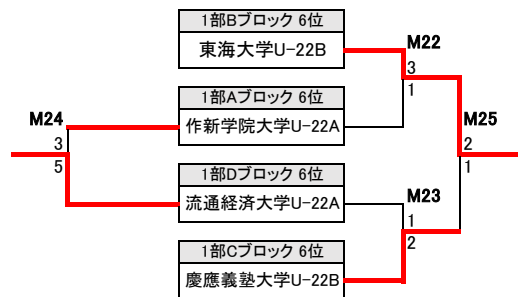 1部Bブロック 6位
東海大学U-22B
M22
3
1
1部Aブロック 6位
作新学院大学U-22A
M24
3
5
M25
2
1
1部Dブロック 6位
流通経済大学U-22A
M23
1
2
1部Cブロック 6位
慶應義塾大学U-22B